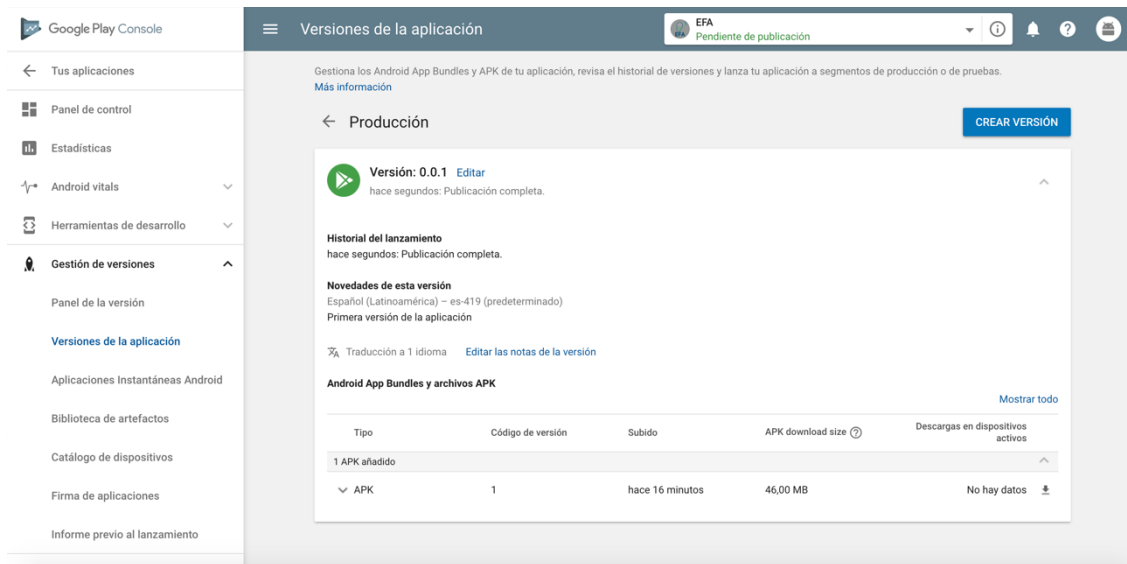 Google Play Console
Tus aplicaciones
Panel de control
Estadísticas
Android vitals
Herramientas de desarrollo
Gestión de versiones
Panel de la versión
Versiones de la aplicación
Aplicaciones Instantáneas Android
Biblioteca de artefactos
Catálogo de dispositivos
Firma de aplicaciones
Informe previo al lanzamiento
Versiones de la aplicación
EFA
Pendiente de publicación
Gestiona los Android App Bundles y APK de tu aplicación, revisa el historial de versiones y lanza tu aplicación a segmentos de producción o de pruebas.
Más información
Producción
CREAR VERSIÓN
Versión: 0.0.1 Editar
hace segundos: Publicación completa.
Historial del lanzamiento
hace segundos: Publicación completa.
Novedades de esta versión
Español (Latinoamérica) – es-419 (predeterminado)
Primera versión de la aplicación
Traducción a 1 idioma Editar las notas de la versión
Android App Bundles y archivos APK
Mostrar todo
Tipo Código de versión Subido APK download size Descargas en dispositivos
activos
1 APK añadido
APK 1 hace 16 minutos 46,00 MB No hay datos